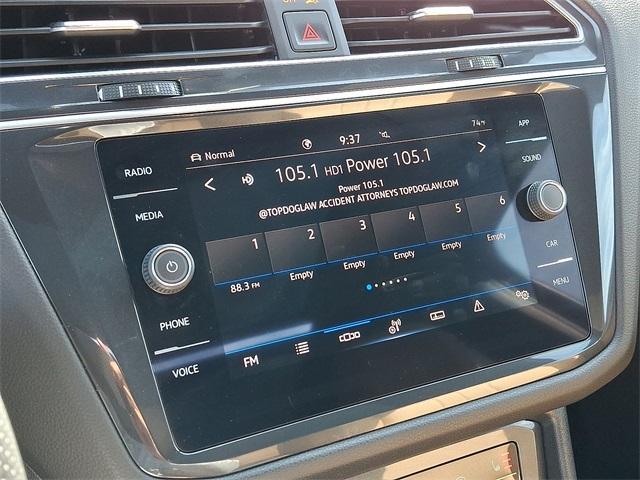 RADIO
MEDIA
PHONE
VOICE
Normal
9:37
74°F
105.1 HD1 Power 105.1
Power 105.1
@TOPDOGLAW ACCIDENT ATTORNEYS TOPDOGLAW.COM
1 2 3 4 5 6
88.3 FM Empty Empty Empty Empty Empty
FM
APP
SOUND
CAR
MENU